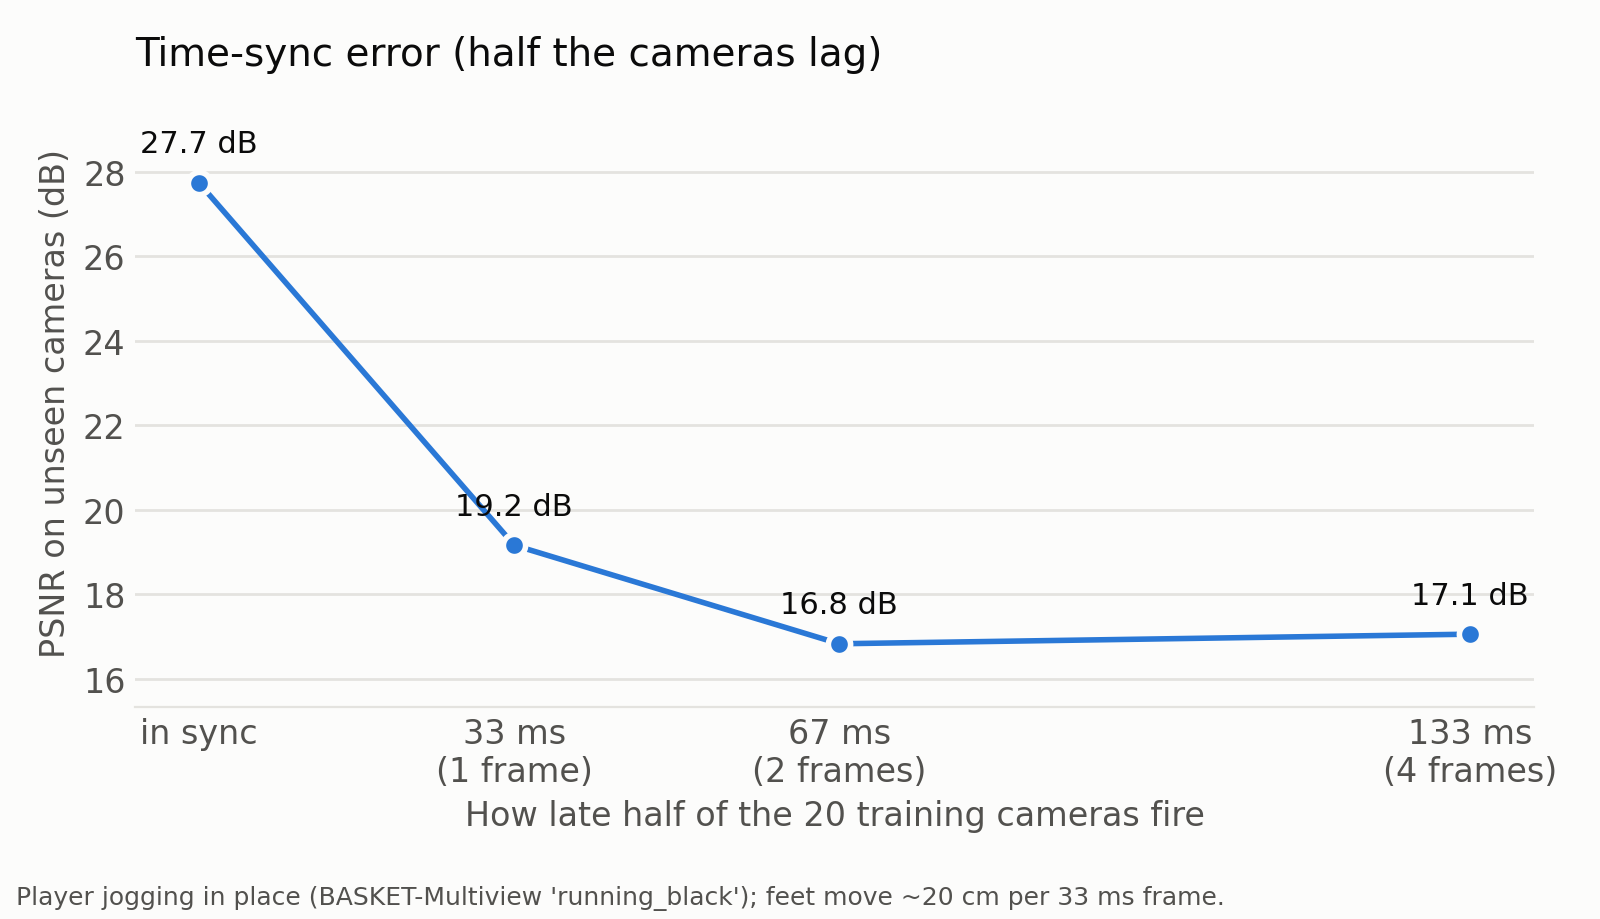 Time-sync error (half the cameras lag)
27.7 dB
19.2 dB
16.8 dB
17.1 dB
PSNR on unseen cameras (dB)
28
26
24
22
20
18
16
in sync
33 ms
(1 frame)
67 ms
(2 frames)
133 ms
(4 frames)
How late half of the 20 training cameras fire
Player jogging in place (BASKET-Multiview 'running_black'); feet move ~20 cm per 33 ms frame.